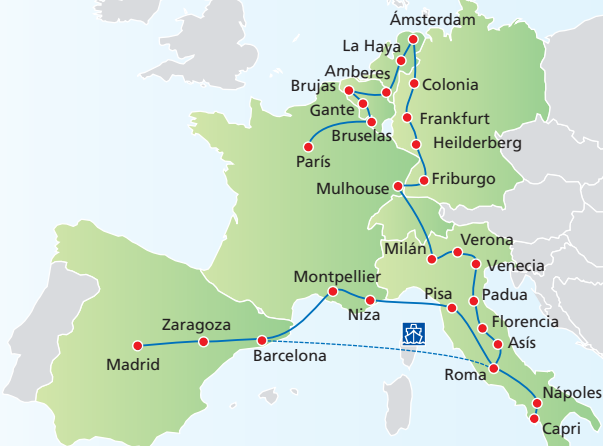 Ámsterdam
La Haya
Amberes
Brujas
Colonia
Gante
Frankfurt
Bruselas
Heilderberg
París
Friburgo
Mulhouse
Verona
Milán
Venecia
Montpellier
Pisa
Padua
Niza
Florencia
Zaragoza
Asís
Barcelona
Madrid
Roma
Nápoles
Capri